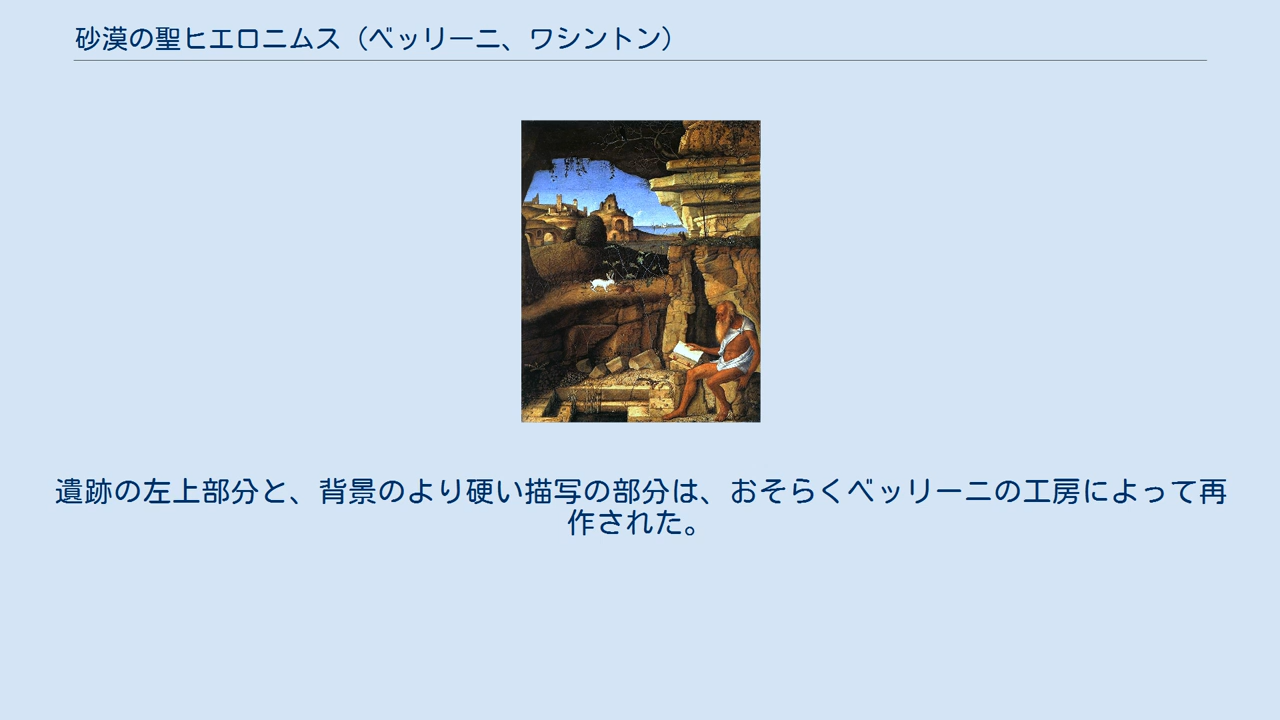 砂漠の聖ヒエロニムス（ベッリーニ、ワシントン）
遺跡の左上部分と、背景のより硬い描写の部分は、おそらくベッリーニの工房によって再
作された。